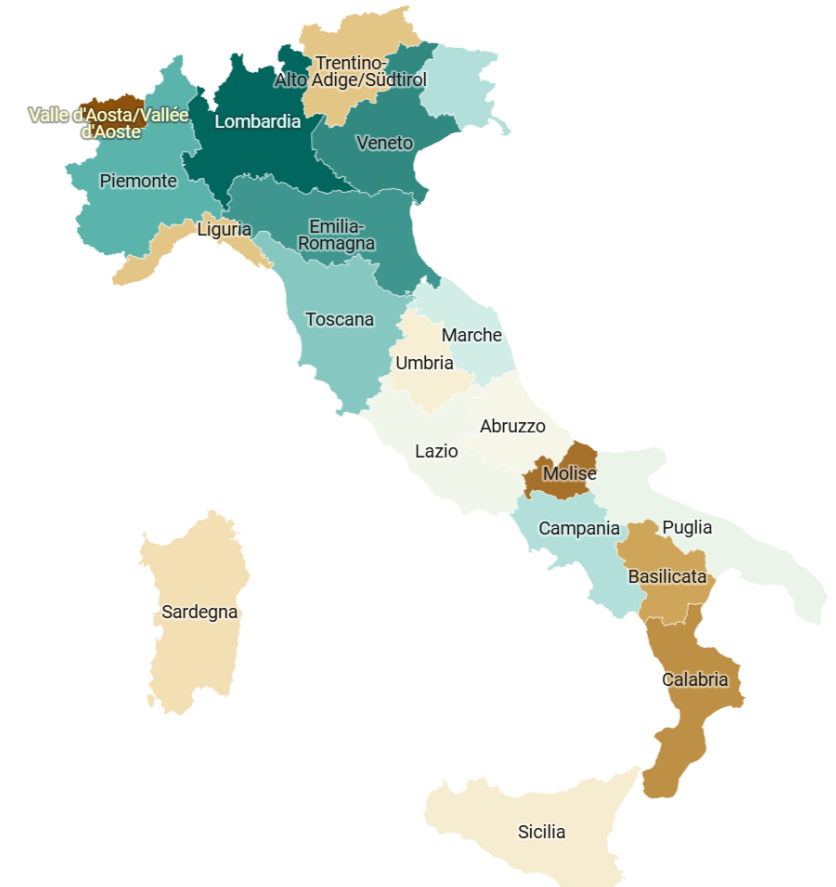 Trentino-
Alto Adige/Südtirol
Valle d'Aosta/Vallée
d'Aoste
Lombardia
Veneto
Piemonte
Liguria
Emilia-
Romagna
Toscana
Marche
Umbria
Abruzzo
Lazio
Molise
Campania
Puglia
Basilicata
Sardegna
Calabria
Sicilia